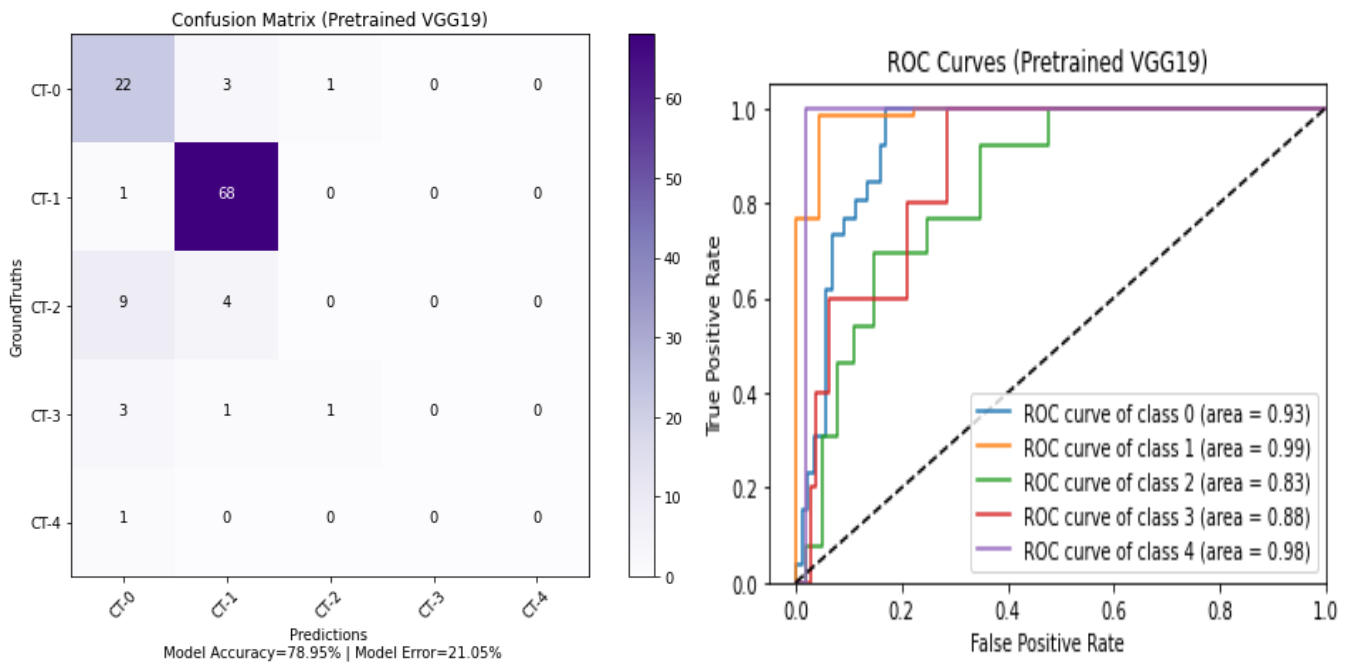 Confusion Matrix (Pretrained VGG19)
CT-0
22 3 1 0 0
CT-1
1 68 0 0 0
CT-2
9 4 0 0 0
CT-3
3 1 1 0 0
CT-4
1 0 0 0 0
GroundTruths
CT-0 CT-1 CT-2 CT-3 CT-4
Predictions
Model Accuracy=78.95% | Model Error=21.05%
60
50
40
30
20
10
0
ROC Curves (Pretrained VGG19)
True Positive Rate
1.0
0.8
0.6
0.4
0.2
0.0
ROC curve of class 0 (area = 0.93)
ROC curve of class 1 (area = 0.99)
ROC curve of class 2 (area = 0.83)
ROC curve of class 3 (area = 0.88)
ROC curve of class 4 (area = 0.98)
0.0 0.2 0.4 0.6 0.8 1.0
False Positive Rate